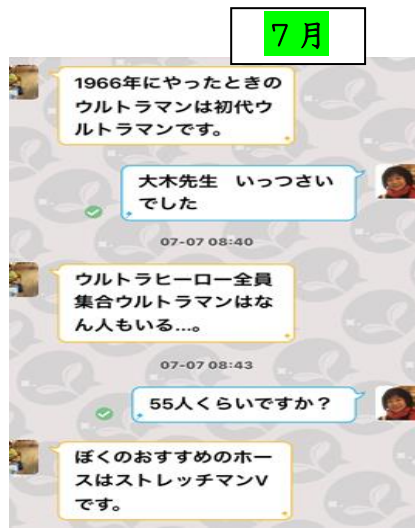 ７月
1966年にやったときの
ウルトラマンは初代ウ
ルトラマンです。
大木先生　いっつさい
でした
07-07 08:40
ウルトラヒーロー全員
集合ウルトラマンはな
ん人もいる...。
07-07 08:43
55人くらいですか？
ぼくのおすすめのホー
スはストレッチマンV
です。